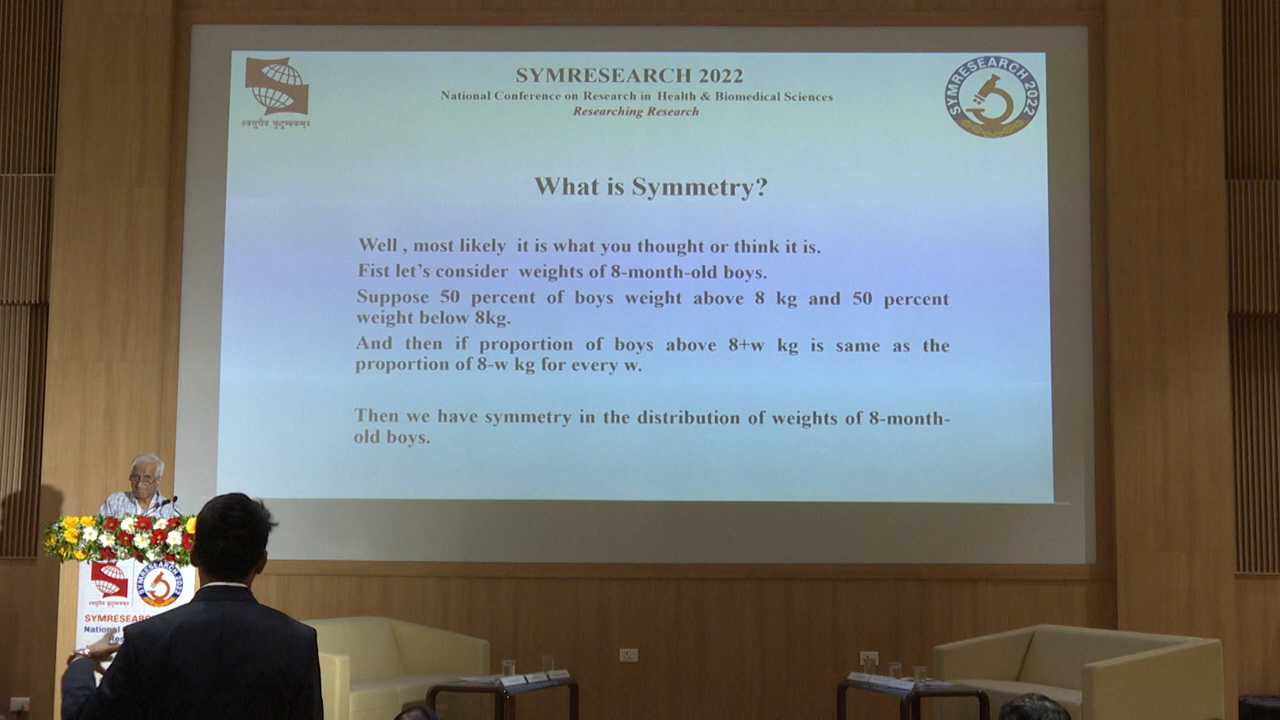 SYMRESEARCH 2022
National Conference on Research in Health & Biomedical Sciences
Researching Research
SYMRESEARCH 2022
What is Symmetry?
Well , most likely it is what you thought or think it is.
Fist let's consider weights of 8-month-old boys.
Suppose 50 percent of boys weight above 8 kg and 50 percent
weight below 8kg.
And then if proportion of boys above 8+w kg is same as the
proportion of 8-w kg for every w.
Then we have symmetry in the distribution of weights of 8-month-
old boys.
SYMRESEARCH 2022
National